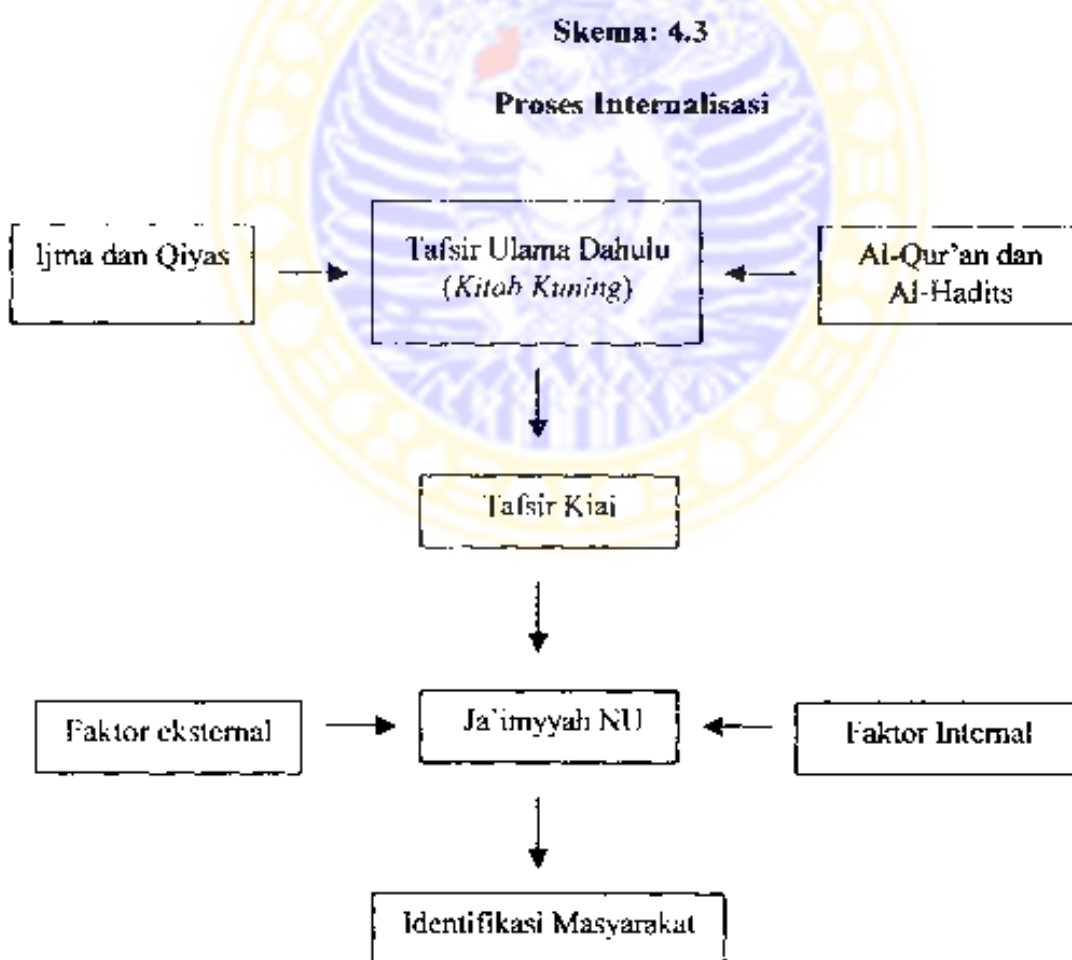 Skema: 4.3
Proses Internalisasi
Ijma dan Qiyas
Tafsir Ulama Dahulu
(Kitab Kuning)
Al-Qur'an dan
Al-Hadits
Tafsir Kiai
Ja'imyyah NU
Faktor eksternal
Faktor Internal
Identifikasi Masyarakat